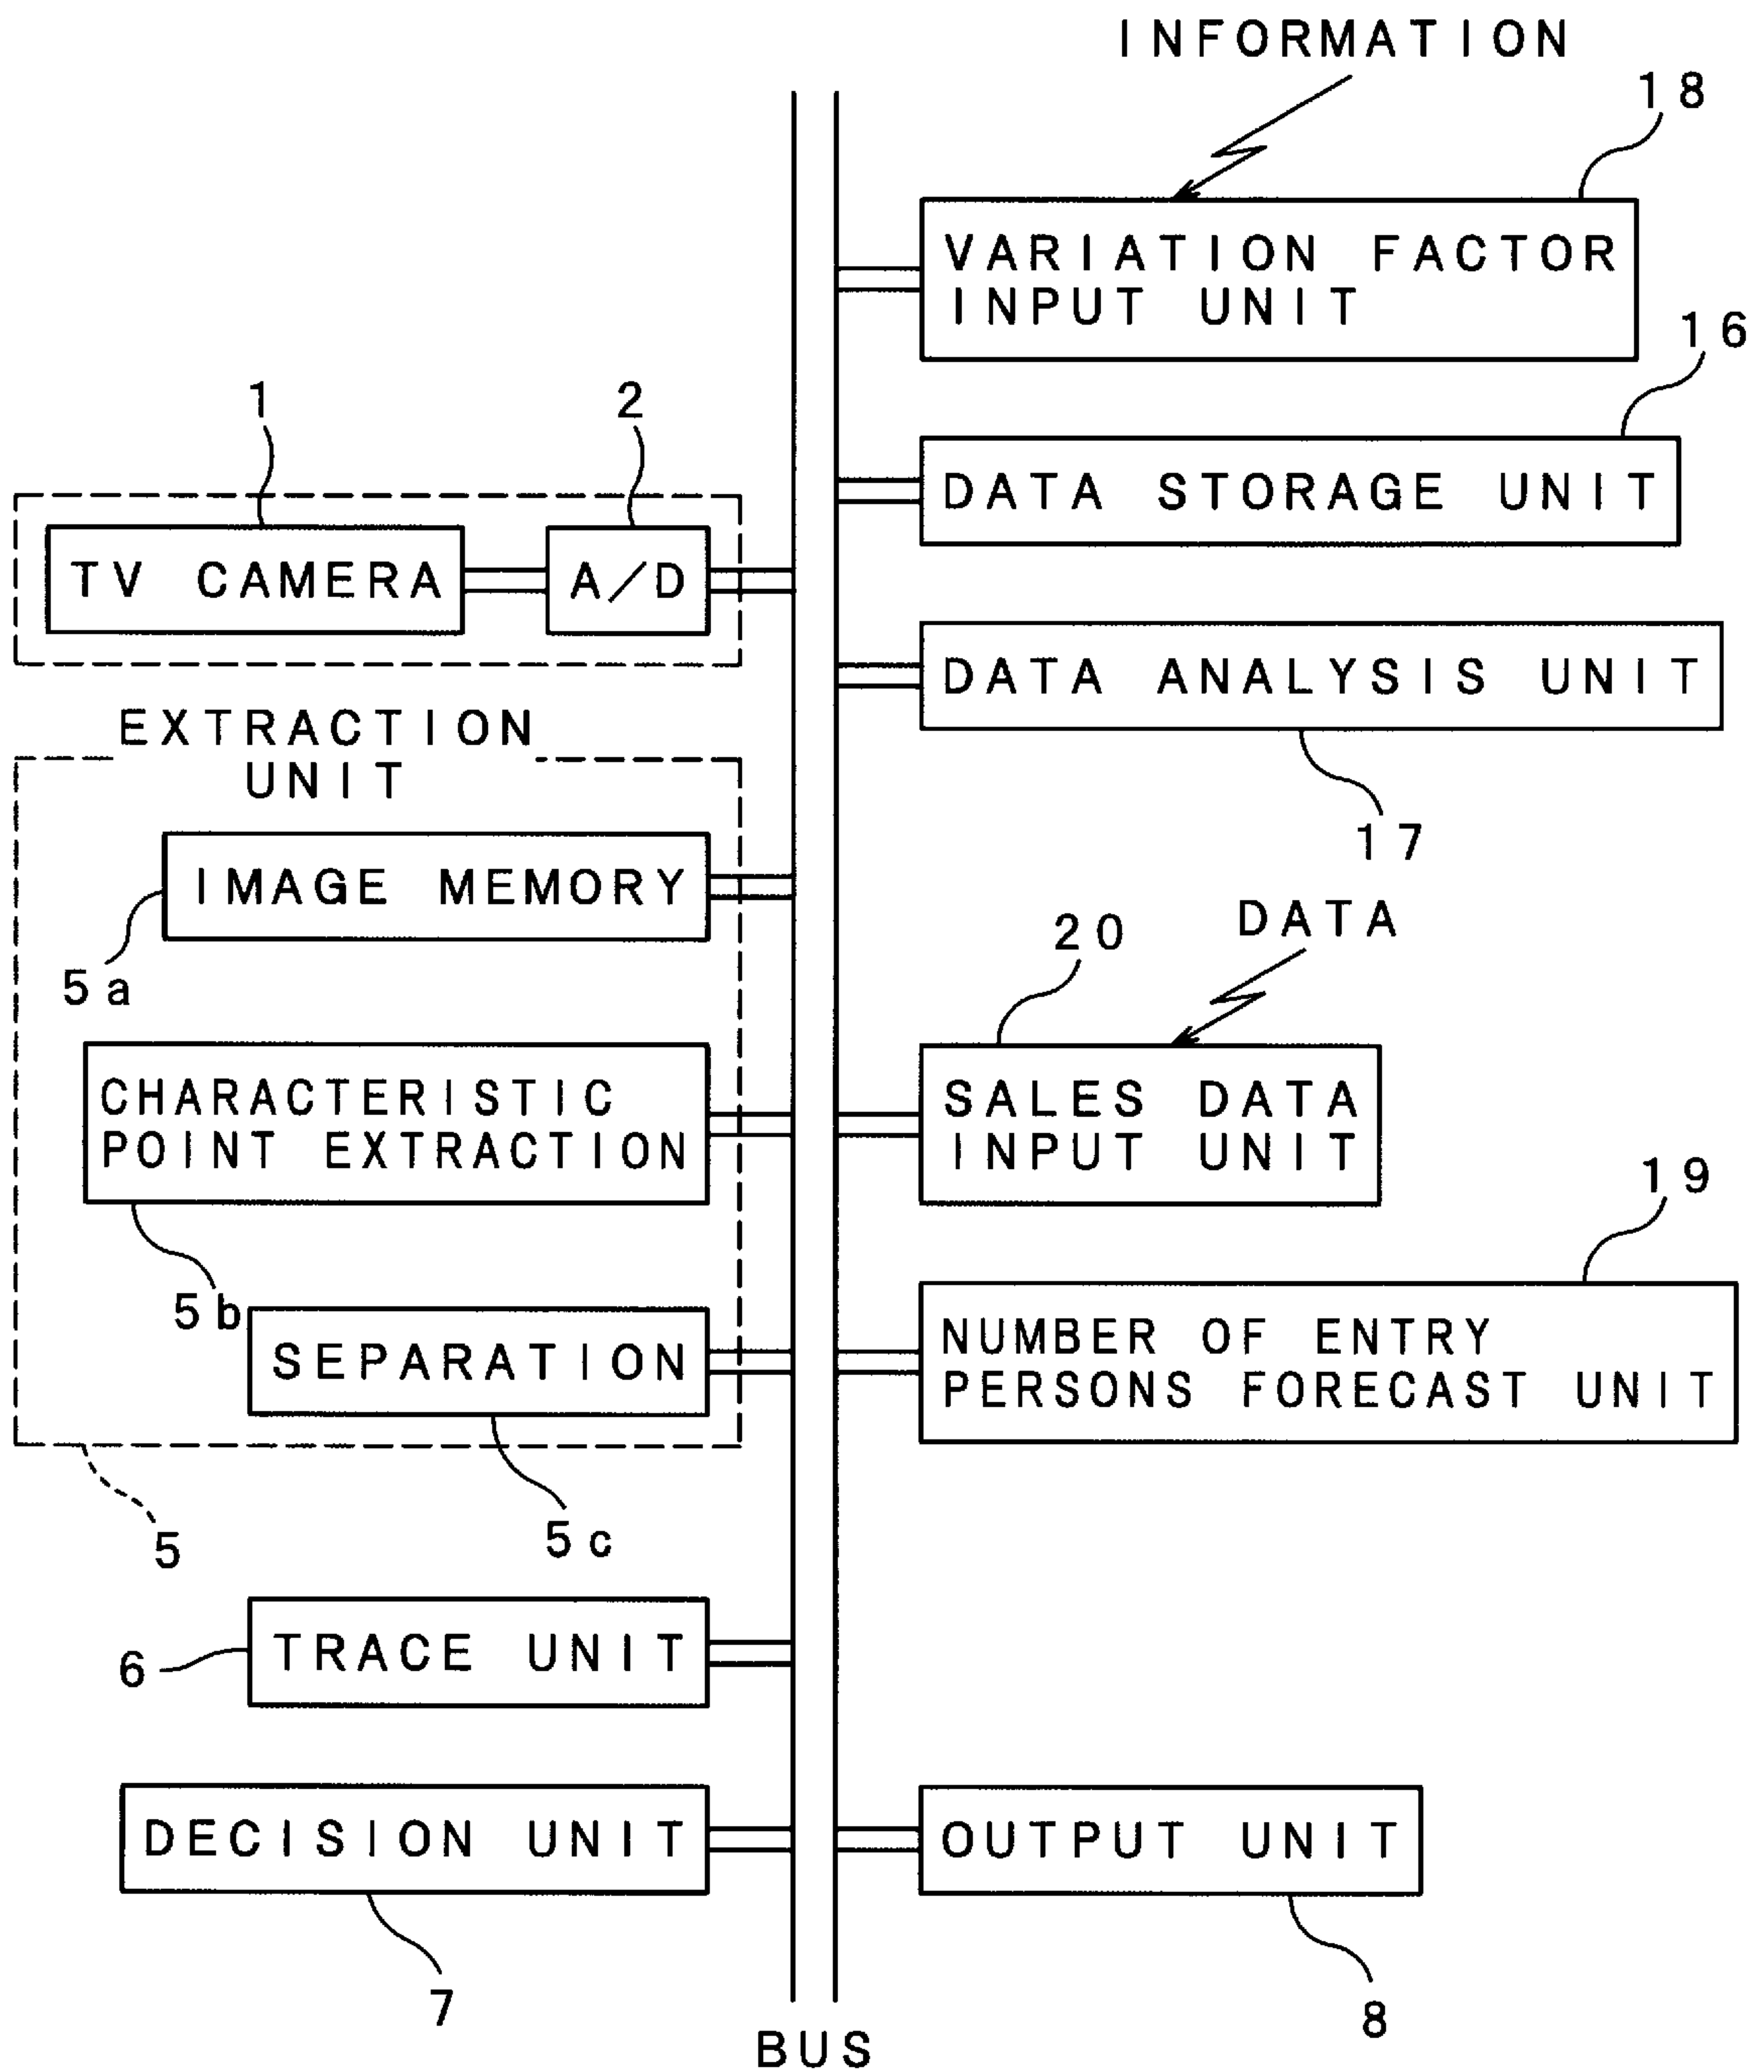 INFORMATION
18
VARIATION FACTOR
INPUT UNIT
16
DATA STORAGE UNIT
1
2
TV CAMERA
A/D
DATA ANALYSIS UNIT
17
EXTRACTION
UNIT
IMAGE MEMORY
5a
DATA
20
CHARACTERISTIC
POINT EXTRACTION
5b
SALES DATA
INPUT UNIT
19
SEPARATION
5c
5
NUMBER OF ENTRY
PERSONS FORECAST UNIT
6
TRACE UNIT
DECISION UNIT
7
OUTPUT UNIT
8
BUS